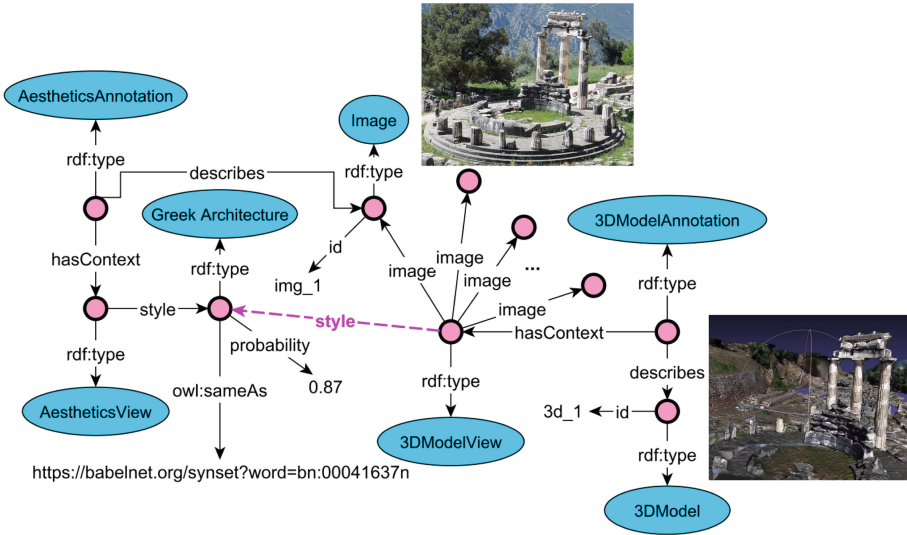 AestheticsAnnotation
Image
rdf:type
describes
rdf:type
Greek Architecture
3DModelAnnotation
id
hasContext
rdf:type
image
image
image
...
rdf:type
img_1
image
style
style
hasContext
probability
rdf:type
rdf:type
describes
owl:sameAs
0.87
AestheticsView
3d_1
id
3DModelView
rdf:type
https://babelnet.org/synset?word=bn:00041637n
3DModel